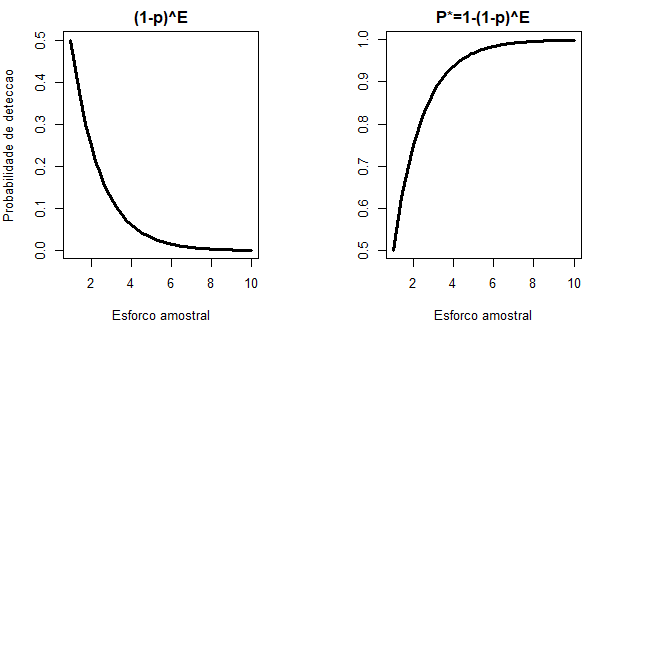 (1-p)^E
Probabilidade de deteccao
0.5
0.4
0.3
0.2
0.1
0.0
2 4 6 8 10
Esforco amostral
P*=1-(1-p)^E
1.0
0.9
0.8
0.7
0.6
0.5
2 4 6 8 10
Esforco amostral